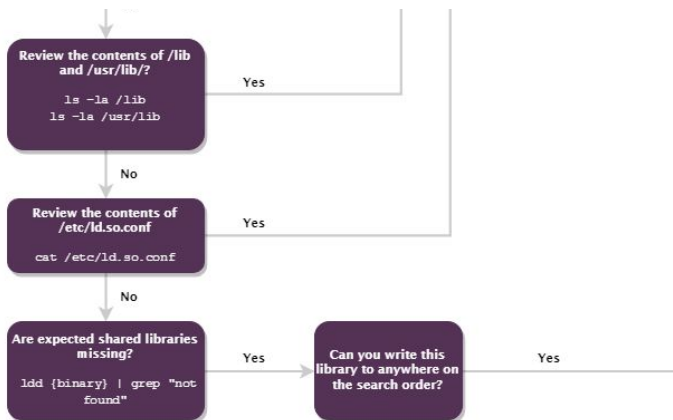 Review the contents of /lib
and /usr/lib/?
ls -la /lib
ls -la /usr/lib
Yes
No
Review the contents of
/etc/ld.so.conf
cat /etc/ld.so.conf
Yes
No
Are expected shared libraries
missing?
ldd {binary} | grep "not
found"
Yes
Can you write this
library to anywhere on
the search order?
Yes